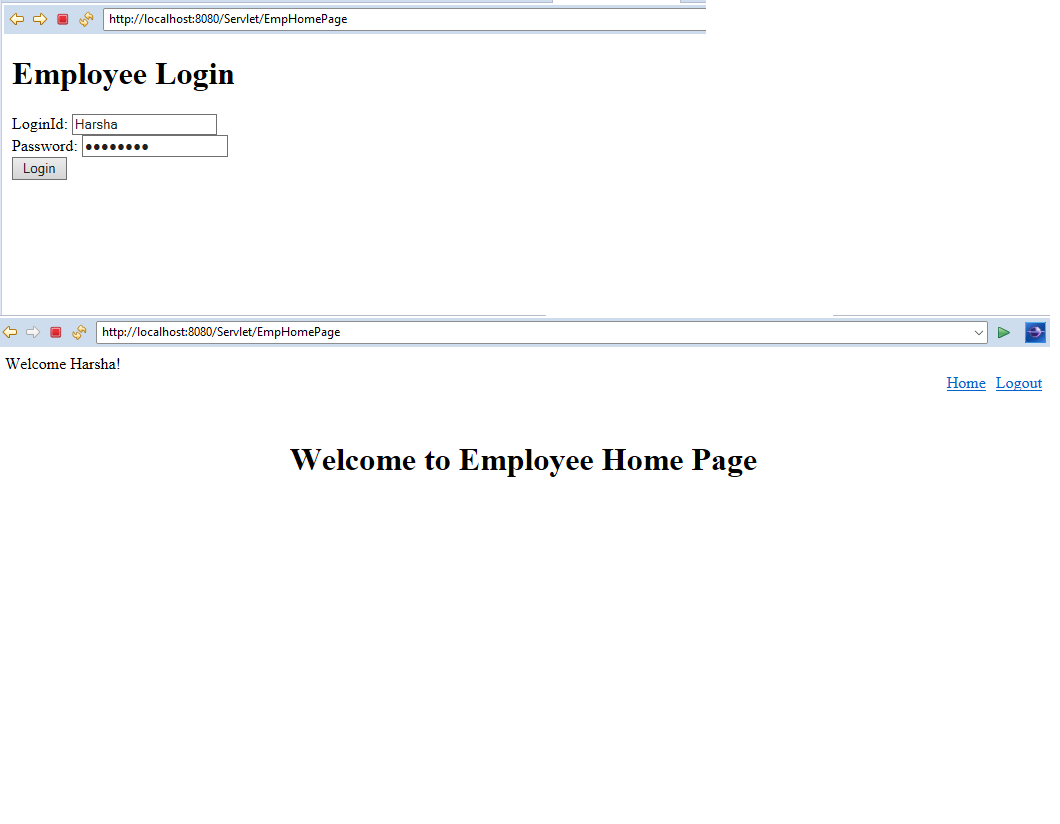 http://localhost:8080/Servlet/EmpHomePage
Employee Login
LoginId: Harsha
Password: ●●●●●●●●
Login
http://localhost:8080/Servlet/EmpHomePage
Welcome Harsha!
Home Logout
Welcome to Employee Home Page